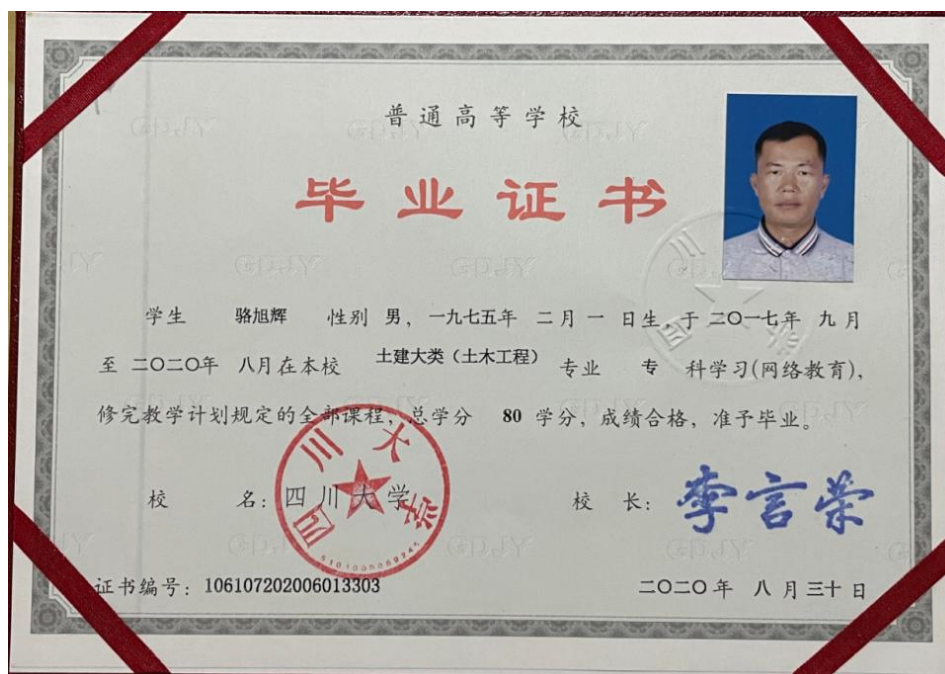 普通高等学校
毕业证书
学生 骆旭辉 性别 男，一九七五年 二月 一 日生，于 二〇一七年 九月
至 二〇二〇年 八月在本校 土建大类（土木工程） 专业 专 科学习(网络教育)，
修完教学计划规定的全部课程，总学分 80 学分，成绩合格，准予毕业。
校 名：四川大学
校 长：李言荣
四川大学
5101000069245
证书编号：106107202006013303
二〇二〇年 八月三十日